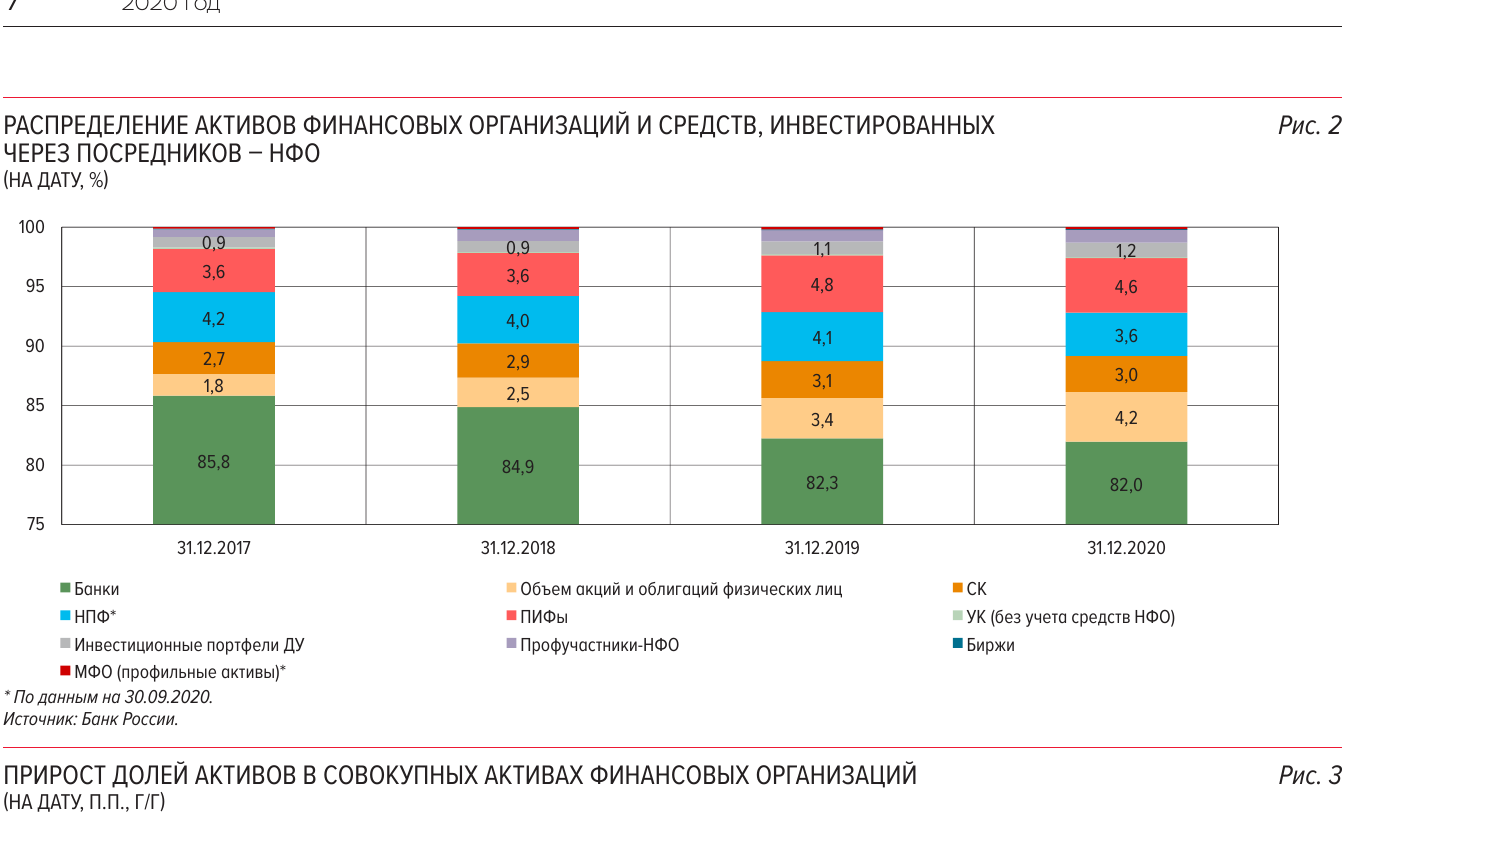 7 2020 год
РАСПРЕДЕЛЕНИЕ АКТИВОВ ФИНАНСОВЫХ ОРГАНИЗАЦИЙ И СРЕДСТВ, ИНВЕСТИРОВАННЫХ Рис. 2
ЧЕРЕЗ ПОСРЕДНИКОВ – НФО
(НА ДАТУ, %)
100
95
90
85
80
75
0,9 0,9 1,1 1,2
3,6 3,6 4,8 4,6
4,2 4,0 4,1 3,6
2,7 2,9 3,1 3,0
1,8 2,5 3,4 4,2
85,8 84,9 82,3 82,0
31.12.2017 31.12.2018 31.12.2019 31.12.2020
Банки Объем акций и облигаций физических лиц СК
НПФ* ПИФы УК (без учета средств НФО)
Инвестиционные портфели ДУ Профучастники-НФО Биржи
МФО (профильные активы)*
* По данным на 30.09.2020.
Источник: Банк России.
ПРИРОСТ ДОЛЕЙ АКТИВОВ В СОВОКУПНЫХ АКТИВАХ ФИНАНСОВЫХ ОРГАНИЗАЦИЙ Рис. 3
(НА ДАТУ, П.П., Г/Г)